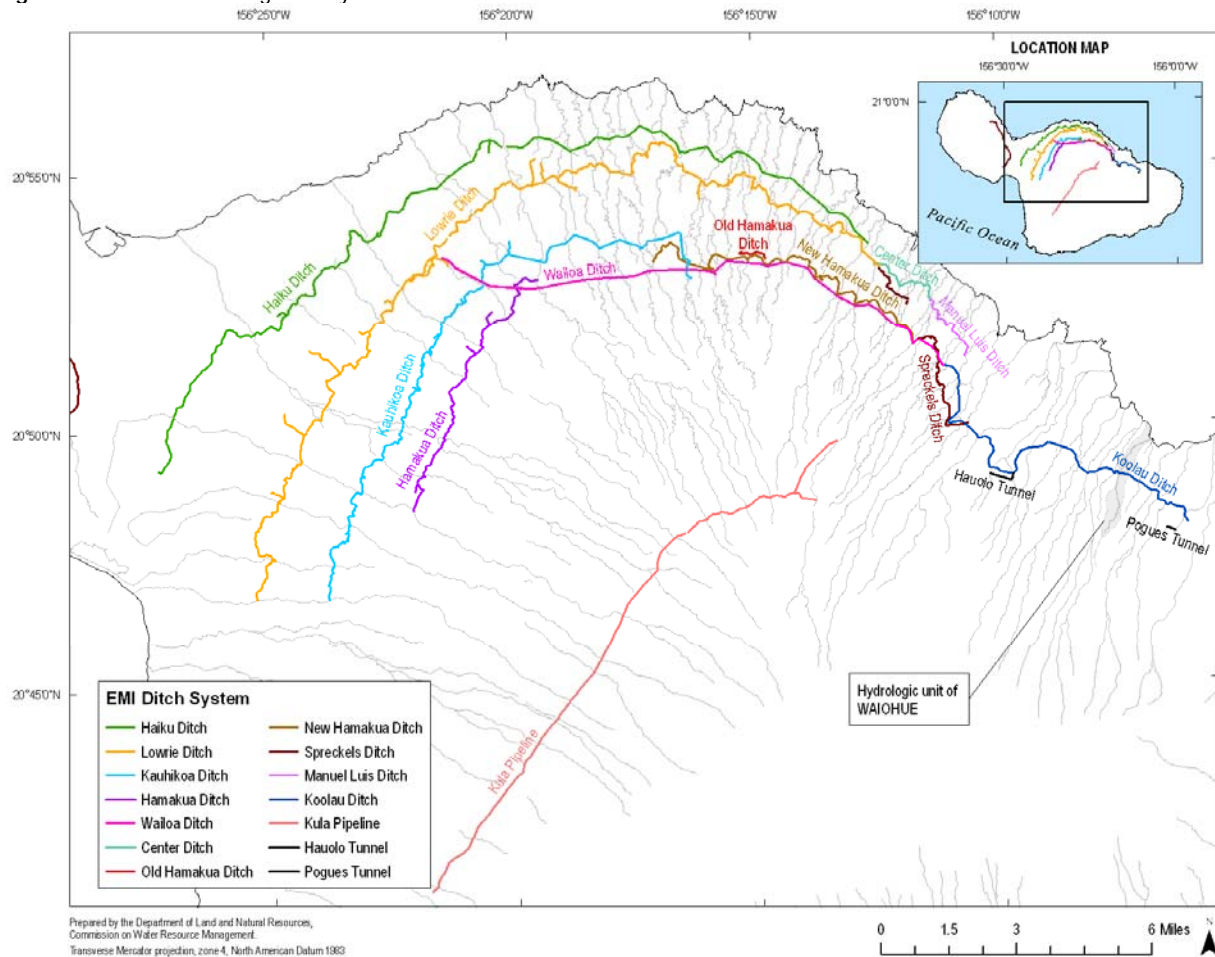 156°25'0"W
156°20'0"W
156°15'0"W
156°10'0"W
LOCATION MAP
156°30'0"W
156°0'0"W
21°0'0"N
Pacific Ocean
20°55'0"N
20°50'0"N
20°45'0"N
Haiku Ditch
Lowrie Ditch
Kauhikoa Ditch
Hamakua Ditch
Wailoa Ditch
Old Hamakua
Ditch
New Hamakua Ditch
Center Ditch
Manuel Luis Ditch
Spreckels Ditch
Koolau Ditch
Hauolo Tunnel
Pogues Tunnel
Kula Pipeline
Hydrologic unit of
WAIOHUE
EMI Ditch System
Haiku Ditch
Lowrie Ditch
Kauhikoa Ditch
Hamakua Ditch
Wailoa Ditch
Center Ditch
Old Hamakua Ditch
New Hamakua Ditch
Spreckels Ditch
Manuel Luis Ditch
Koolau Ditch
Kula Pipeline
Hauolo Tunnel
Pogues Tunnel
Prepared by the Department of Land and Natural Resources,
Commission on Water Resource Management.
Transverse Mercator projection, zone 4, North American Datum 1983
0 1.5 3 6 Miles
N